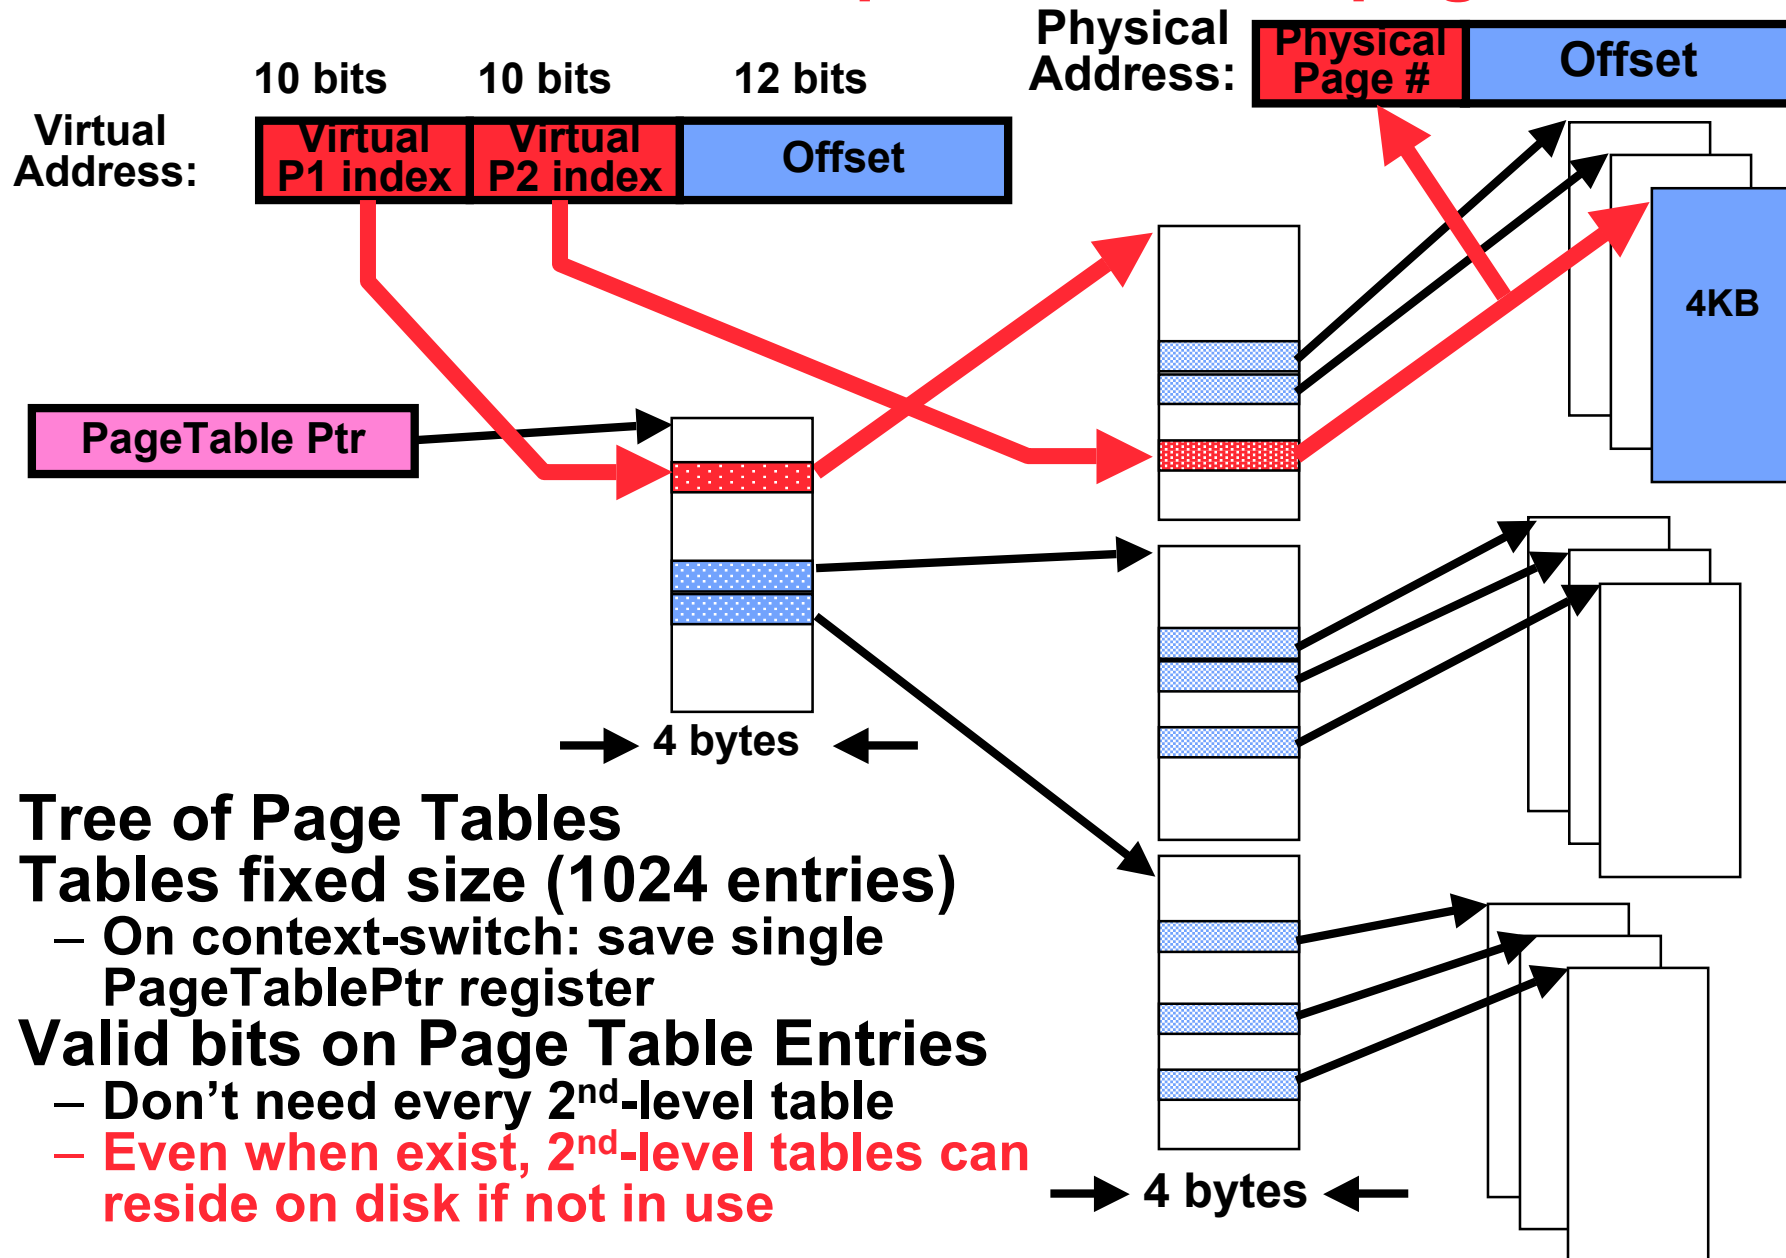 Physical
Address:
Physical
Page #
Offset
10 bits
10 bits
12 bits
Virtual
Address:
Virtual
P1 index
Virtual
P2 index
Offset
4KB
PageTable Ptr
4 bytes
Tree of Page Tables
Tables fixed size (1024 entries)
– On context-switch: save single
PageTablePtr register
Valid bits on Page Table Entries
– Don’t need every 2nd-level table
– Even when exist, 2nd-level tables can
reside on disk if not in use
4 bytes